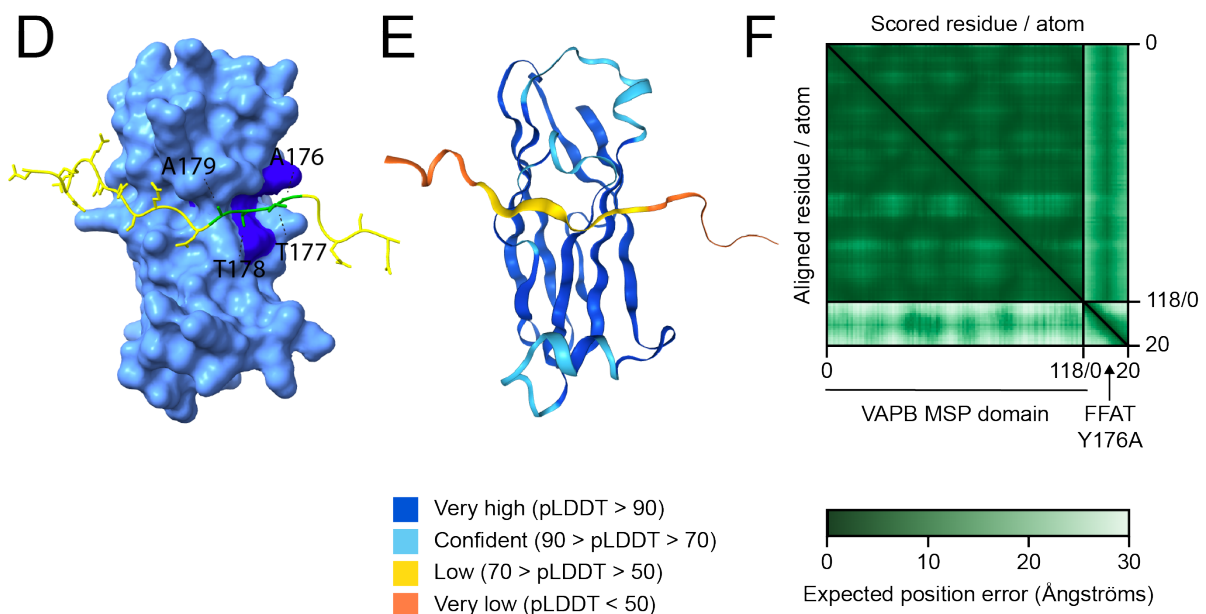 D
E
F
A179
A176
T177
T178
Very high (pLDDT > 90)
Confident (90 > pLDDT > 70)
Low (70 > pLDDT > 50)
Very low (pLDDT < 50)
Scored residue / atom
Aligned residue / atom
0
118/0
20
0
118/0
20
VAPB MSP domain
FFAT
Y176A
0
10
20
30
Expected position error (Ångströms)